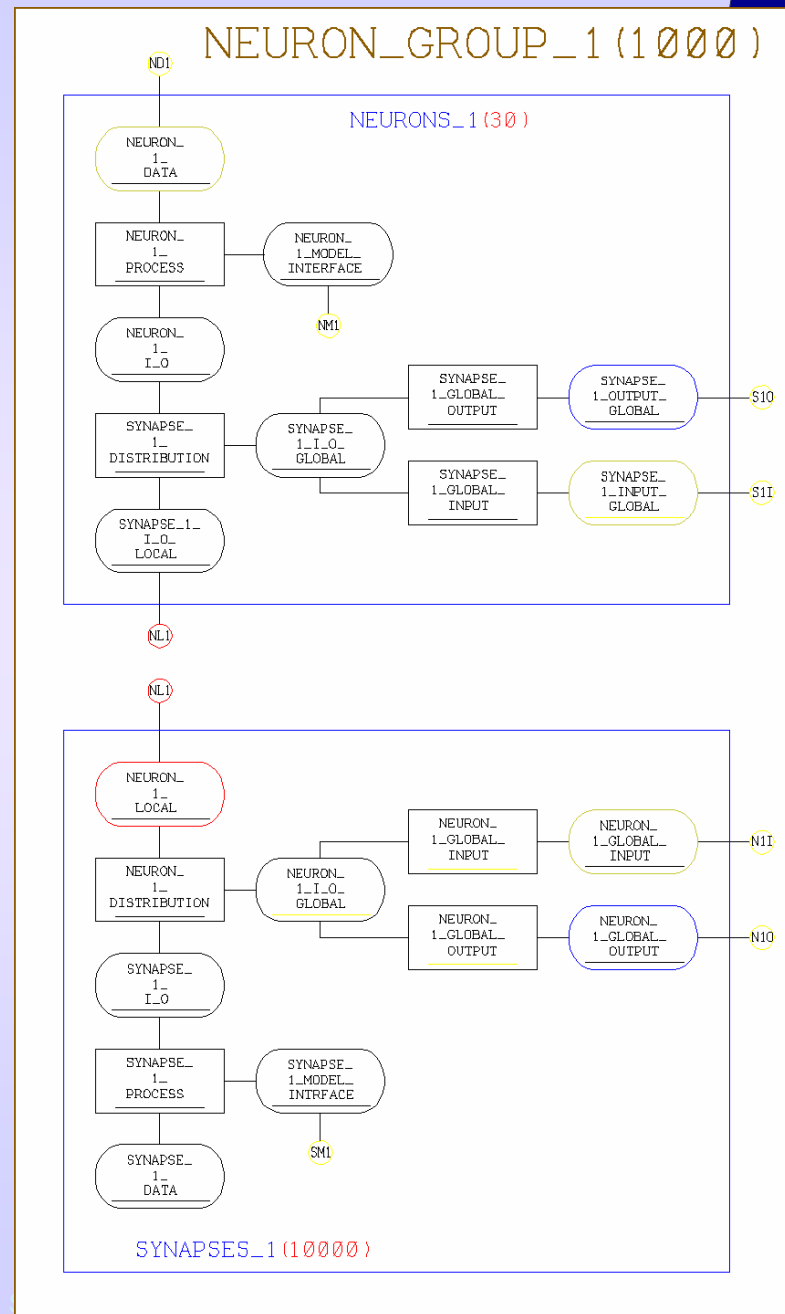 NEURON_GROUP_1(1000)
ND1
NEURONS_1(30)
NEURON_
1_
DATA
NEURON_
1_
PROCESS
NEURON_
1_MODEL_
INTERFACE
NM1
NEURON_
1_
I_O
SYNAPSE_
1_
DISTRIBUTION
SYNAPSE_
1_I_O_
GLOBAL
SYNAPSE_
1_GLOBAL_
OUTPUT
SYNAPSE_
1_OUTPUT_
GLOBAL
S1O
SYNAPSE_
1_GLOBAL_
INPUT
SYNAPSE_
1_INPUT_
GLOBAL
S1I
SYNAPSE_1_
I_O_
LOCAL
NL1
NL1
NEURON_
1_
LOCAL
NEURON_
1_
DISTRIBUTION
NEURON_
1_I_O_
GLOBAL
NEURON_
1_GLOBAL_
INPUT
NEURON_
1_GLOBAL_
INPUT
N1I
NEURON_
1_GLOBAL_
OUTPUT
NEURON_
1_GLOBAL_
OUTPUT
N1O
SYNAPSE_
1_
I_O
SYNAPSE_
1_
PROCESS
SYNAPSE_
1_MODEL_
INTRFACE
SM1
SYNAPSE_
1_
DATA
SYNAPSES_1(10000)